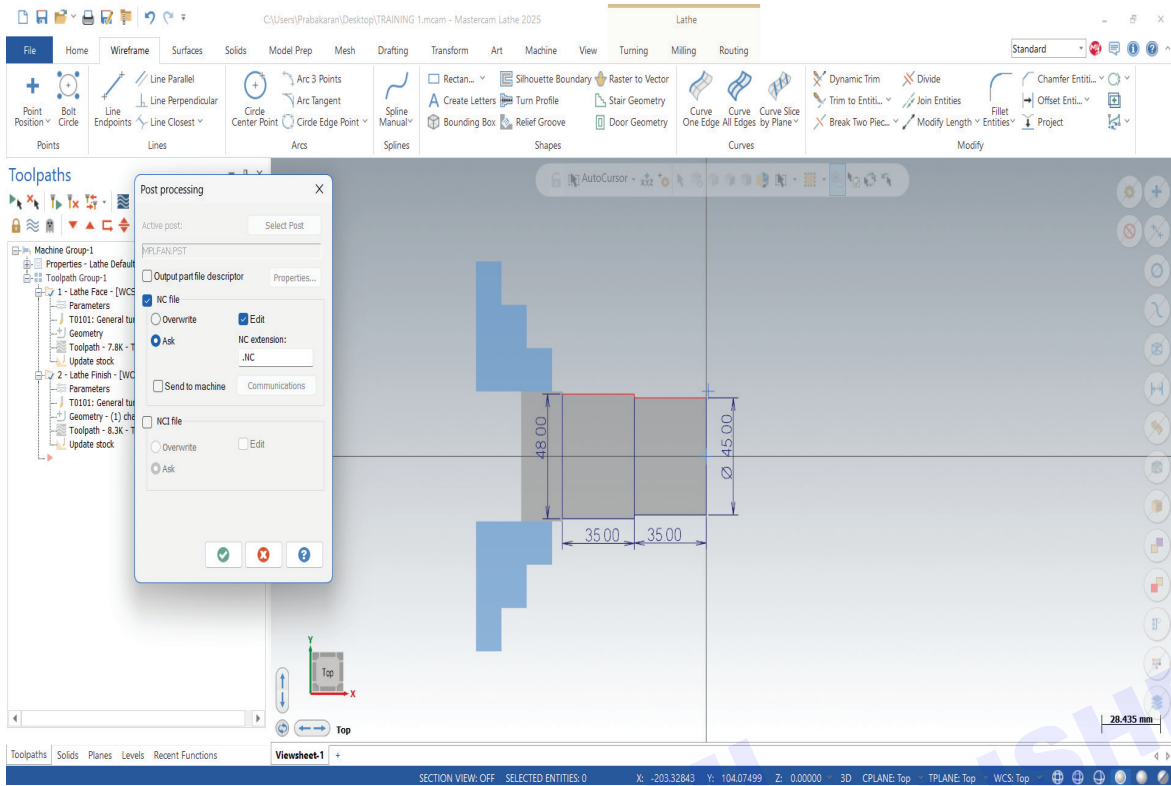 C:\Users\Prabakaran\Desktop\TRAINING 1.mcam - Mastercam Lathe 2025
Lathe
File Home Wireframe Surfaces Solids Model Prep Mesh Drafting Transform Art Machine View Turning Milling Routing
Standard
Point Position
Bolt Circle
Points
Line Endpoints
Line Parallel
Line Perpendicular
Line Closest
Lines
Circle Center Point
Arc 3 Points
Arc Tangent
Circle Edge Point
Arcs
Spline Manual
Splines
Rectan...
Create Letters
Bounding Box
Silhouette Boundary
Turn Profile
Relief Groove
Raster to Vector
Stair Geometry
Door Geometry
Shapes
Curve One Edge
Curve All Edges
Curve Slice by Plane
Curves
Dynamic Trim
Trim to Entiti...
Break Two Piec...
Divide
Join Entities
Modify Length
Fillet Entities
Chamfer Entiti...
Offset Enti...
Project
Modify
Toolpaths
Machine Group-1
Properties - Lathe Default
Toolpath Group-1
1 - Lathe Face - [WCS
Parameters
T0101: General tur
Geometry
Toolpath - 7.8K - T
Update stock
2 - Lathe Finish - [WC
Parameters
T0101: General tur
Geometry - (1) cha
Toolpath - 8.3K - T
Update stock
Post processing
Active post:
Select Post
MPLFAN.PST
Output part file descriptor
Properties...
NC file
Overwrite
Edit
Ask
NC extension:
.NC
Send to machine
Communications
NCI file
Overwrite
Edit
Ask
AutoCursor
XYZ
48.00
Ø 45.00
35.00
35.00
Y
Top
X
Top
28.435 mm
Toolpaths Solids Planes Levels Recent Functions
Viewsheet-1 +
SECTION VIEW: OFF SELECTED ENTITIES: 0 X: -203.32843 Y: 104.07499 Z: 0.00000 3D CPLANE: Top TPLANE: Top WCS: Top